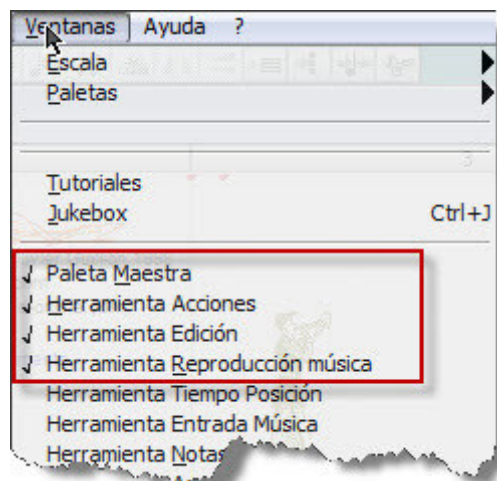 Ventanas Ayuda ?
Escala
Paletas
3
Tutoriales
Jukebox Ctrl+J
Paleta Maestra
Herramienta Acciones
Herramienta Edición
Herramienta Reproducción música
Herramienta Tiempo Posición
Herramienta Entrada Música
Herramienta Notas